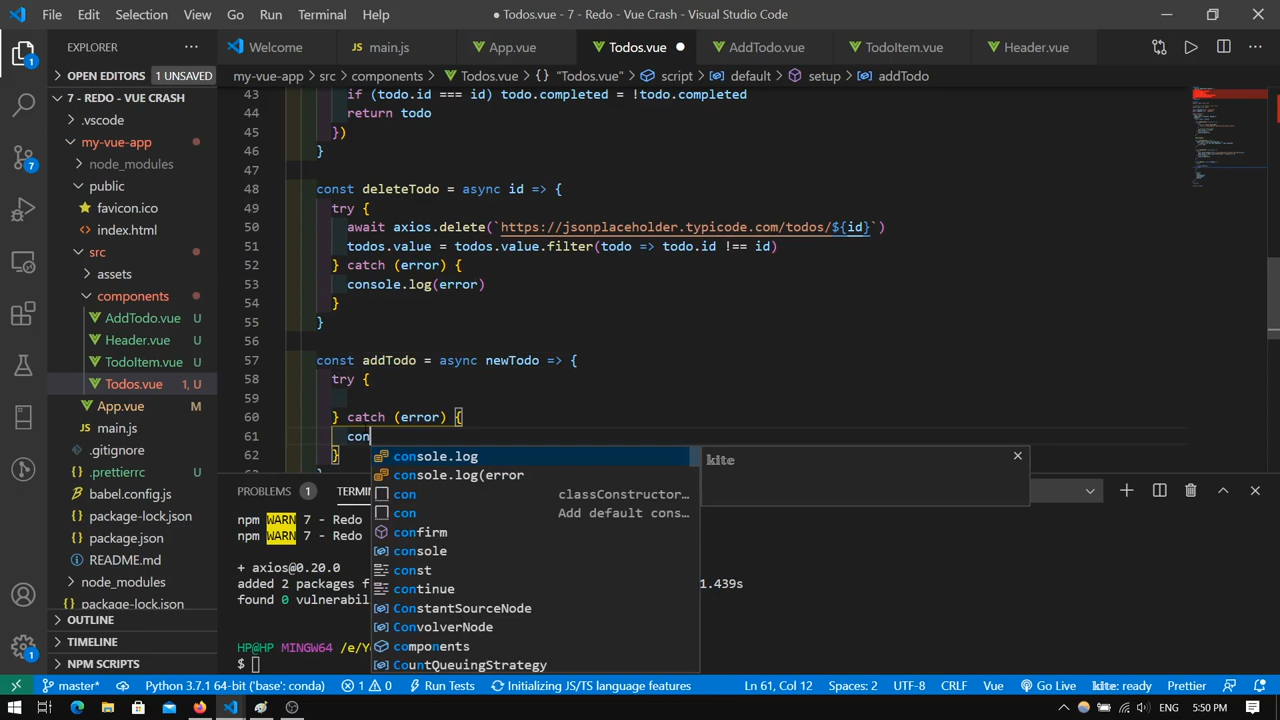 File Edit Selection View Go Run Terminal Help
● Todos.vue - 7 - Redo - Vue Crash - Visual Studio Code
EXPLORER ···
Welcome main.js App.vue Todos.vue ● AddTodo.vue TodoItem.vue Header.vue ···
OPEN EDITORS 1 UNSAVED
my-vue-app > src > components > Todos.vue > {} "Todos.vue" > script > default > setup > addTodo
7 - REDO - VUE CRASH
.vscode
my-vue-app
node_modules
public
favicon.ico
index.html
src
assets
components
AddTodo.vue U
Header.vue U
TodoItem.vue U
Todos.vue 1, U
App.vue M
main.js
.gitignore
.prettierrc U
babel.config.js
package-lock.json
package.json
README.md
node_modules
package-lock.json
OUTLINE
TIMELINE
NPM SCRIPTS
43 if (todo.id === id) todo.completed = !todo.completed
44 return todo
45 })
46 }
47
48 const deleteTodo = async id => {
49 try {
50 await axios.delete(`https://jsonplaceholder.typicode.com/todos/${id}`)
51 todos.value = todos.value.filter(todo => todo.id !== id)
52 } catch (error) {
53 console.log(error)
54 }
55 }
56
57 const addTodo = async newTodo => {
58 try {
59
60 } catch (error) {
61 con
62 }
console.log
console.log(error
con classConstructor…
con Add default cons…
confirm
console
const
continue
ConstantSourceNode
ConvolverNode
components
CountQueuingStrategy
kite
PROBLEMS 1 TERM
npm WARN 7 - Redo
npm WARN 7 - Redo
+ axios@0.20.0
added 2 packages f 1.439s
found 0 vulnerabil
HP@HP MINGW64 /e/Y
$
1
7
1
master* Python 3.7.1 64-bit ('base': conda) 1 0 Run Tests Initializing JS/TS language features Ln 61, Col 12 Spaces: 2 UTF-8 CRLF Vue Go Live kite: ready Prettier
ENG 5:50 PM